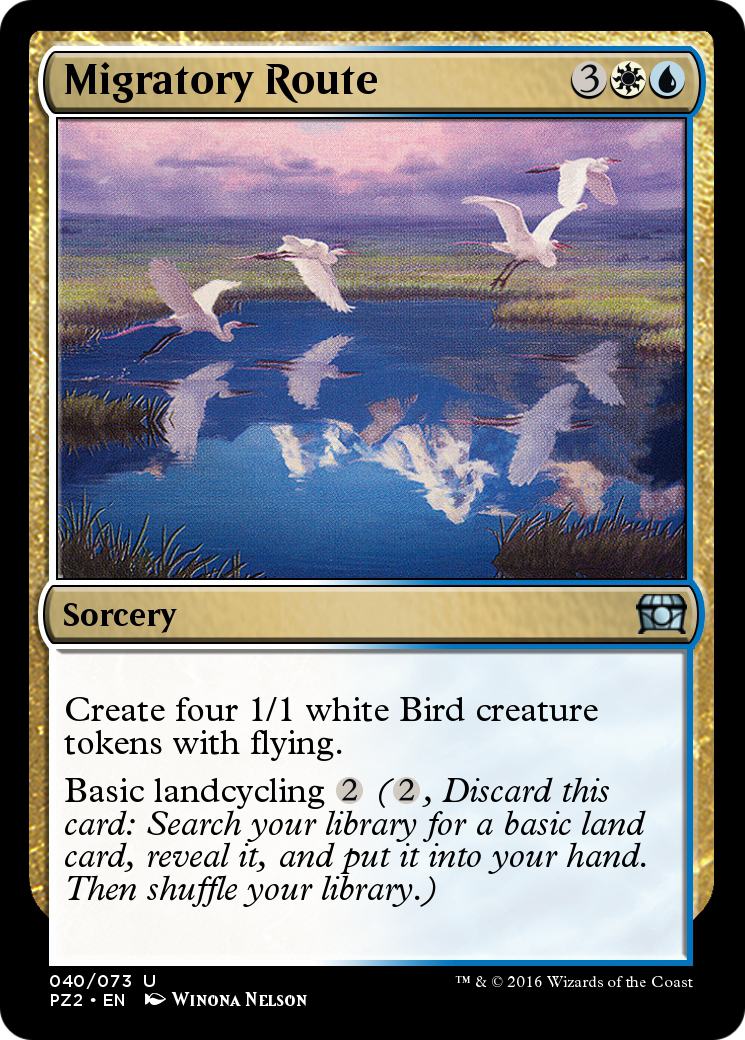 Migratory Route 3
Sorcery
Create four 1/1 white Bird creature
tokens with flying.
Basic landcycling 2 (2, Discard this
card: Search your library for a basic land
card, reveal it, and put it into your hand.
Then shuffle your library.)
040/073 U
™ & © 2016 Wizards of the Coast
PZ2 • EN Winona Nelson